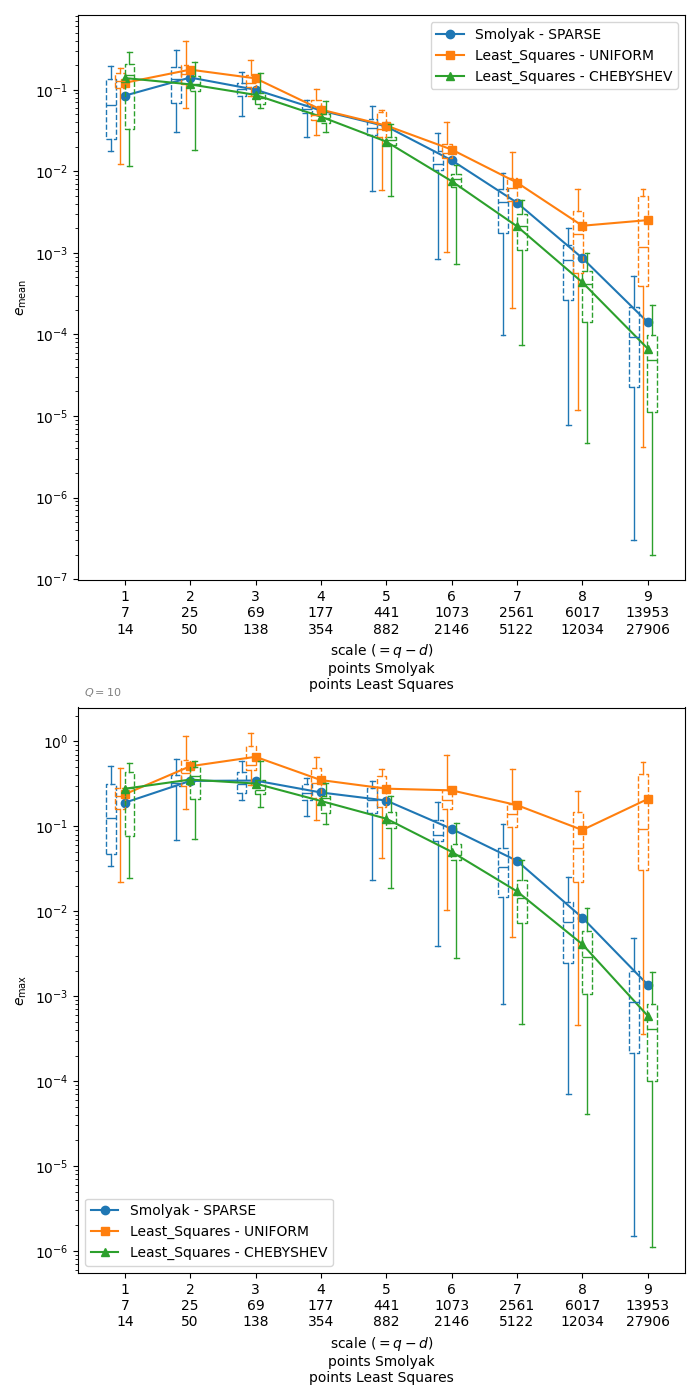 Smolyak - SPARSE
Least_Squares - UNIFORM
Least_Squares - CHEBYSHEV
10⁻¹
10⁻²
10⁻³
10⁻⁴
10⁻⁵
10⁻⁶
10⁻⁷
e_mean
1 2 3 4 5 6 7 8 9
7 25 69 177 441 1073 2561 6017 13953
14 50 138 354 882 2146 5122 12034 27906
scale (= q − d)
points Smolyak
points Least Squares
Q = 10
10⁰
10⁻¹
10⁻²
10⁻³
10⁻⁴
10⁻⁵
10⁻⁶
e_max
Smolyak - SPARSE
Least_Squares - UNIFORM
Least_Squares - CHEBYSHEV
1 2 3 4 5 6 7 8 9
7 25 69 177 441 1073 2561 6017 13953
14 50 138 354 882 2146 5122 12034 27906
scale (= q − d)
points Smolyak
points Least Squares